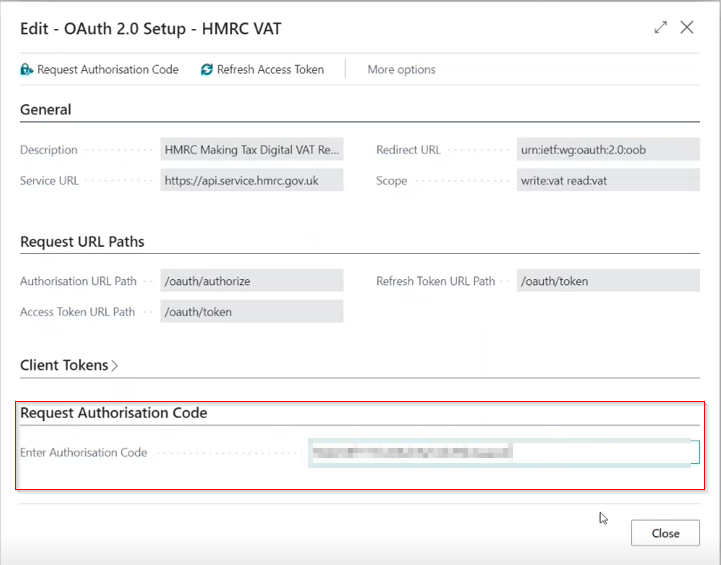 Edit - OAuth 2.0 Setup - HMRC VAT
Request Authorisation Code Refresh Access Token More options
General
Description HMRC Making Tax Digital VAT Re... Redirect URL urn:ietf:wg:oauth:2.0:oob
Service URL https://api.service.hmrc.gov.uk Scope write:vat read:vat
Request URL Paths
Authorisation URL Path /oauth/authorize Refresh Token URL Path /oauth/token
Access Token URL Path /oauth/token
Client Tokens
Request Authorisation Code
Enter Authorisation Code
Close